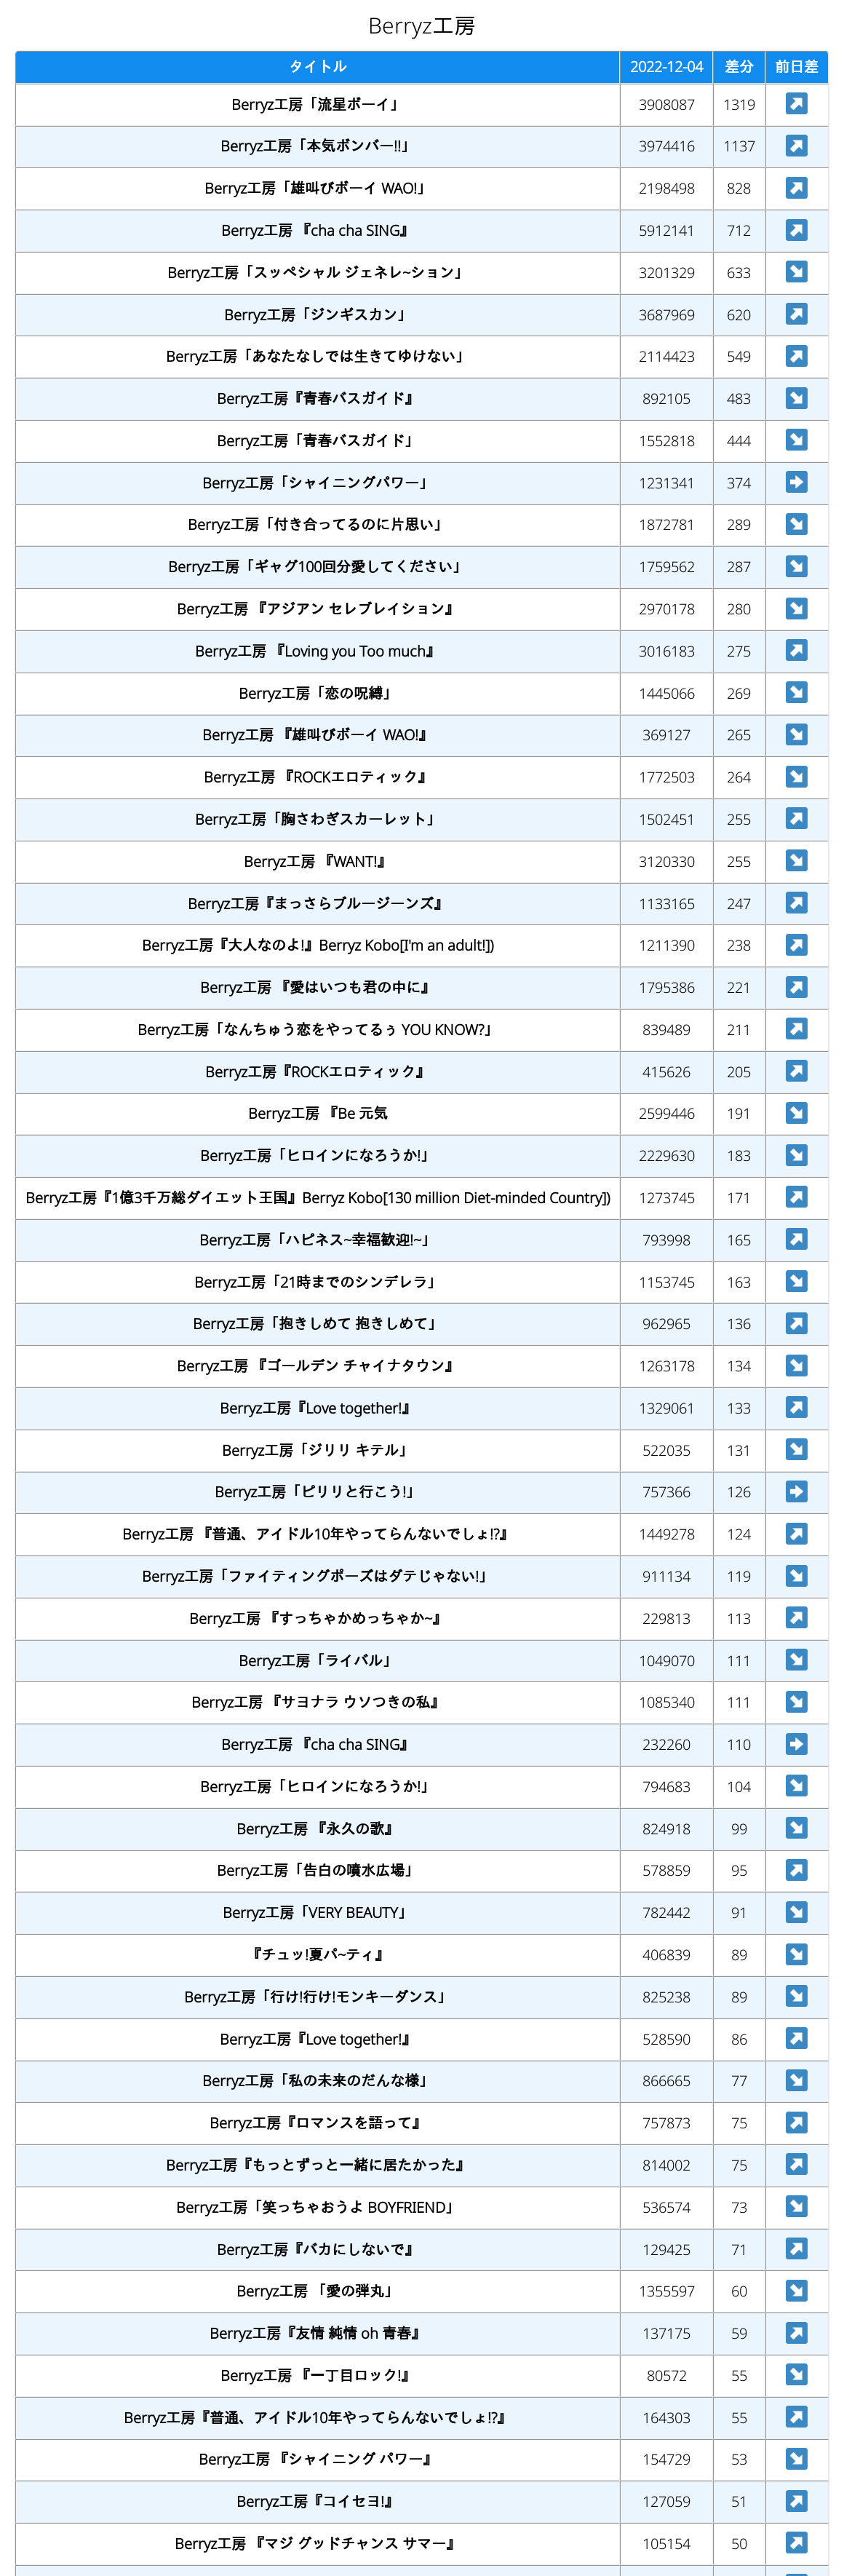 Berryz工房
タイトル 2022-12-04 差分 前日差
Berryz工房「流星ボーイ」 3908087 1319 ↗
Berryz工房「本気ボンバー!!」 3974416 1137 ↗
Berryz工房「雄叫びボーイ WAO!」 2198498 828 ↗
Berryz工房 『cha cha SING』 5912141 712 ↗
Berryz工房「スッペシャル ジェネレ~ション」 3201329 633 ↘
Berryz工房「ジンギスカン」 3687969 620 ↗
Berryz工房「あなたなしでは生きてゆけない」 2114423 549 ↗
Berryz工房『青春バスガイド』 892105 483 ↘
Berryz工房「青春バスガイド」 1552818 444 ↘
Berryz工房「シャイニングパワー」 1231341 374 ➡
Berryz工房「付き合ってるのに片思い」 1872781 289 ↘
Berryz工房「ギャグ100回分愛してください」 1759562 287 ↘
Berryz工房 『アジアン セレブレイション』 2970178 280 ↘
Berryz工房 『Loving you Too much』 3016183 275 ↗
Berryz工房「恋の呪縛」 1445066 269 ↘
Berryz工房 『雄叫びボーイ WAO!』 369127 265 ↘
Berryz工房 『ROCKエロティック』 1772503 264 ↘
Berryz工房「胸さわぎスカーレット」 1502451 255 ↗
Berryz工房 『WANT!』 3120330 255 ↘
Berryz工房『まっさらブルージーンズ』 1133165 247 ↗
Berryz工房『大人なのよ!』Berryz Kobo[I'm an adult!]) 1211390 238 ↗
Berryz工房 『愛はいつも君の中に』 1795386 221 ↗
Berryz工房「なんちゅう恋をやってるぅ YOU KNOW?」 839489 211 ↗
Berryz工房『ROCKエロティック』 415626 205 ↗
Berryz工房 『Be 元気 2599446 191 ↘
Berryz工房「ヒロインになろうか!」 2229630 183 ↘
Berryz工房『1億3千万総ダイエット王国』Berryz Kobo[130 million Diet-minded Country]) 1273745 171 ↗
Berryz工房「ハピネス~幸福歓迎!~」 793998 165 ↗
Berryz工房「21時までのシンデレラ」 1153745 163 ↘
Berryz工房「抱きしめて 抱きしめて」 962965 136 ↗
Berryz工房 『ゴールデン チャイナタウン』 1263178 134 ↘
Berryz工房『Love together!』 1329061 133 ↗
Berryz工房「ジリリ キテル」 522035 131 ↘
Berryz工房「ピリリと行こう!」 757366 126 ➡
Berryz工房 『普通、アイドル10年やってらんないでしょ!?』 1449278 124 ↗
Berryz工房「ファイティングポーズはダテじゃない!」 911134 119 ↘
Berryz工房 『すっちゃかめっちゃか~』 229813 113 ↗
Berryz工房「ライバル」 1049070 111 ↘
Berryz工房 『サヨナラ ウソつきの私』 1085340 111 ↘
Berryz工房 『cha cha SING』 232260 110 ➡
Berryz工房「ヒロインになろうか!」 794683 104 ↘
Berryz工房 『永久の歌』 824918 99 ↘
Berryz工房「告白の噴水広場」 578859 95 ↗
Berryz工房「VERY BEAUTY」 782442 91 ↘
『チュッ!夏パ~ティ』 406839 89 ↘
Berryz工房「行け!行け!モンキーダンス」 825238 89 ↘
Berryz工房『Love together!』 528590 86 ↗
Berryz工房「私の未来のだんな様」 866665 77 ↘
Berryz工房『ロマンスを語って』 757873 75 ↗
Berryz工房『もっとずっと一緒に居たかった』 814002 75 ↗
Berryz工房「笑っちゃおうよ BOYFRIEND」 536574 73 ↘
Berryz工房『バカにしないで』 129425 71 ↗
Berryz工房 「愛の弾丸」 1355597 60 ↘
Berryz工房『友情 純情 oh 青春』 137175 59 ↗
Berryz工房 『一丁目ロック!』 80572 55 ↘
Berryz工房『普通、アイドル10年やってらんないでしょ!?』 164303 55 ↗
Berryz工房 『シャイニング パワー』 154729 53 ↘
Berryz工房『コイセヨ!』 127059 51 ↗
Berryz工房 『マジ グッドチャンス サマー』 105154 50 ↗